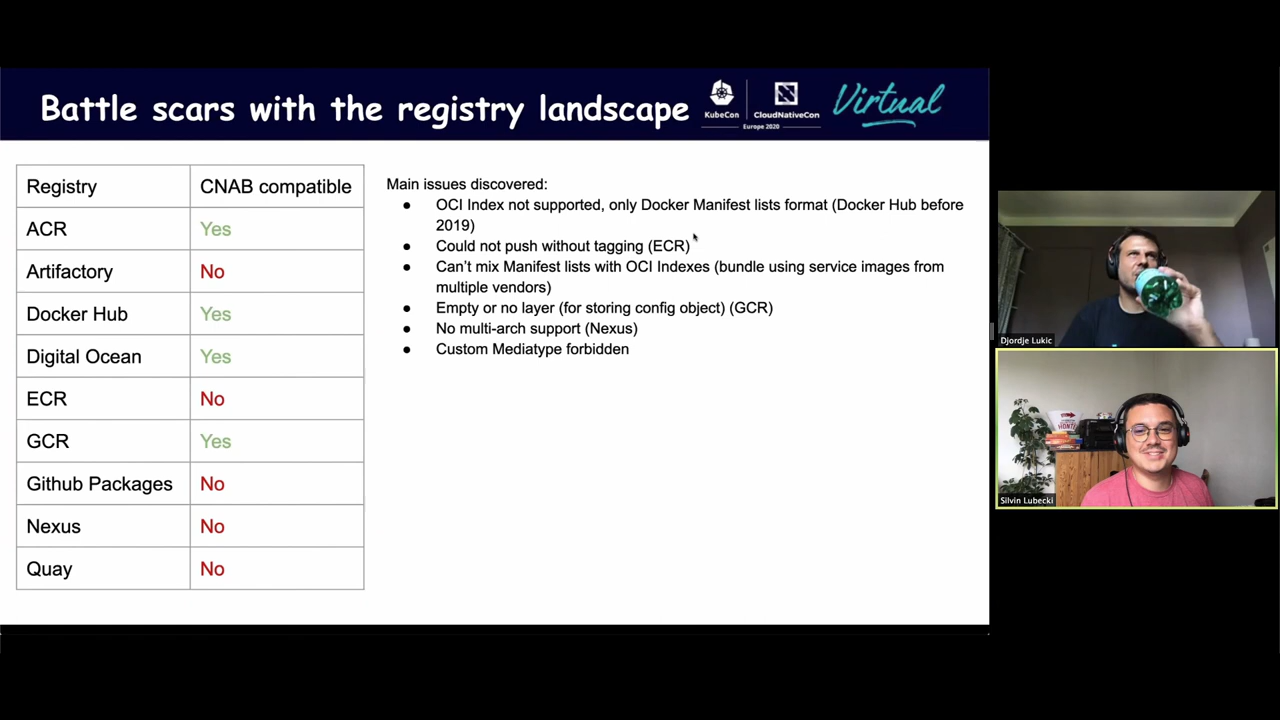 Battle scars with the registry landscape
KubeCon
CloudNativeCon
Europe 2020
Virtual
Registry CNAB compatible
ACR Yes
Artifactory No
Docker Hub Yes
Digital Ocean Yes
ECR No
GCR Yes
Github Packages No
Nexus No
Quay No
Main issues discovered:
● OCI Index not supported, only Docker Manifest lists format (Docker Hub before
2019)
● Could not push without tagging (ECR)
● Can't mix Manifest lists with OCI Indexes (bundle using service images from
multiple vendors)
● Empty or no layer (for storing config object) (GCR)
● No multi-arch support (Nexus)
● Custom Mediatype forbidden
Djordje Lukic
Silvin Lubecki